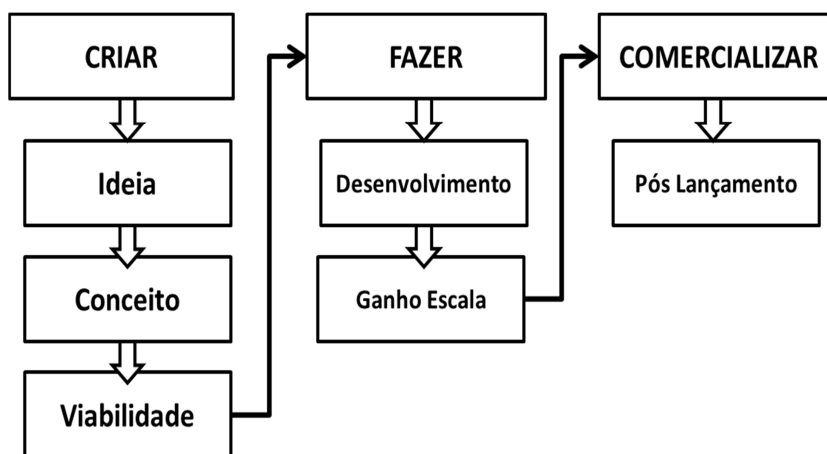 CRIAR
Ideia
Conceito
Viabilidade
FAZER
Desenvolvimento
Ganho Escala
COMERCIALIZAR
Pós Lançamento